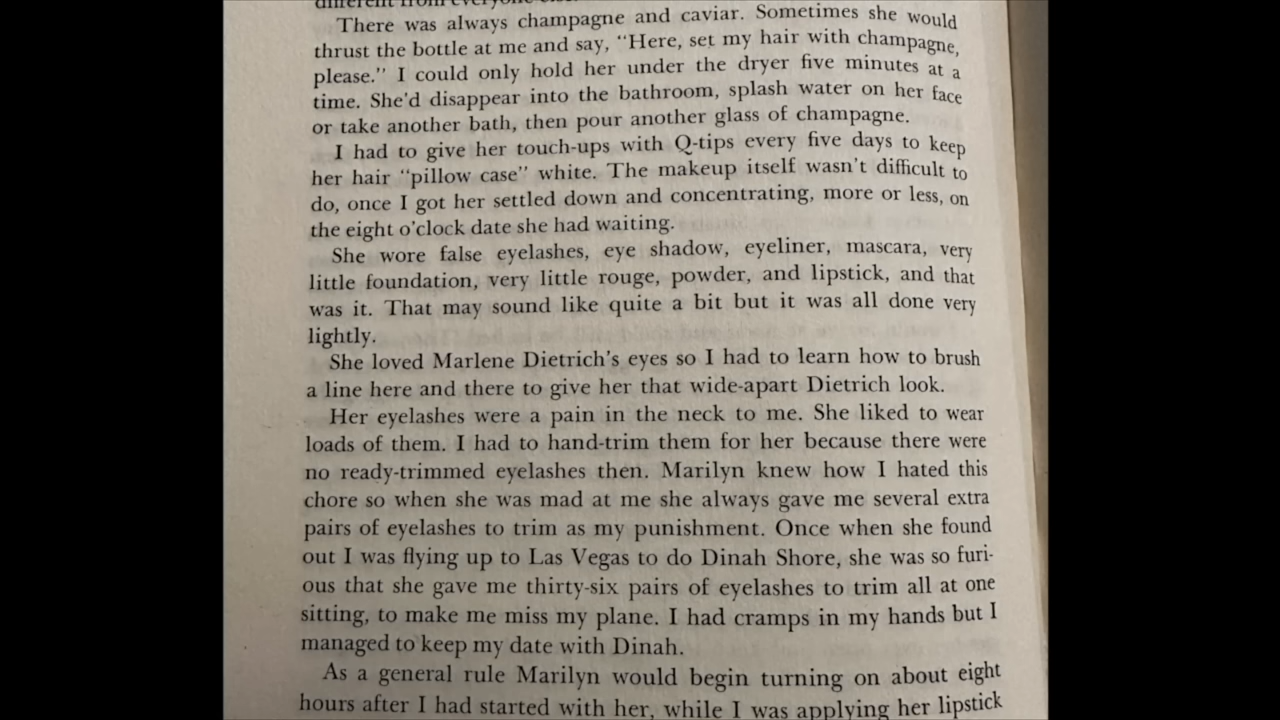 different from everyone else.
There was always champagne and caviar. Sometimes she would
thrust the bottle at me and say, “Here, set my hair with champagne,
please.” I could only hold her under the dryer five minutes at a
time. She’d disappear into the bathroom, splash water on her face
or take another bath, then pour another glass of champagne.
I had to give her touch-ups with Q-tips every five days to keep
her hair “pillow case” white. The makeup itself wasn’t difficult to
do, once I got her settled down and concentrating, more or less, on
the eight o’clock date she had waiting.
She wore false eyelashes, eye shadow, eyeliner, mascara, very
little foundation, very little rouge, powder, and lipstick, and that
was it. That may sound like quite a bit but it was all done very
lightly.
She loved Marlene Dietrich’s eyes so I had to learn how to brush
a line here and there to give her that wide-apart Dietrich look.
Her eyelashes were a pain in the neck to me. She liked to wear
loads of them. I had to hand-trim them for her because there were
no ready-trimmed eyelashes then. Marilyn knew how I hated this
chore so when she was mad at me she always gave me several extra
pairs of eyelashes to trim as my punishment. Once when she found
out I was flying up to Las Vegas to do Dinah Shore, she was so furi-
ous that she gave me thirty-six pairs of eyelashes to trim all at one
sitting, to make me miss my plane. I had cramps in my hands but I
managed to keep my date with Dinah.
As a general rule Marilyn would begin turning on about eight
hours after I had started with her, while I was applying her lipstick